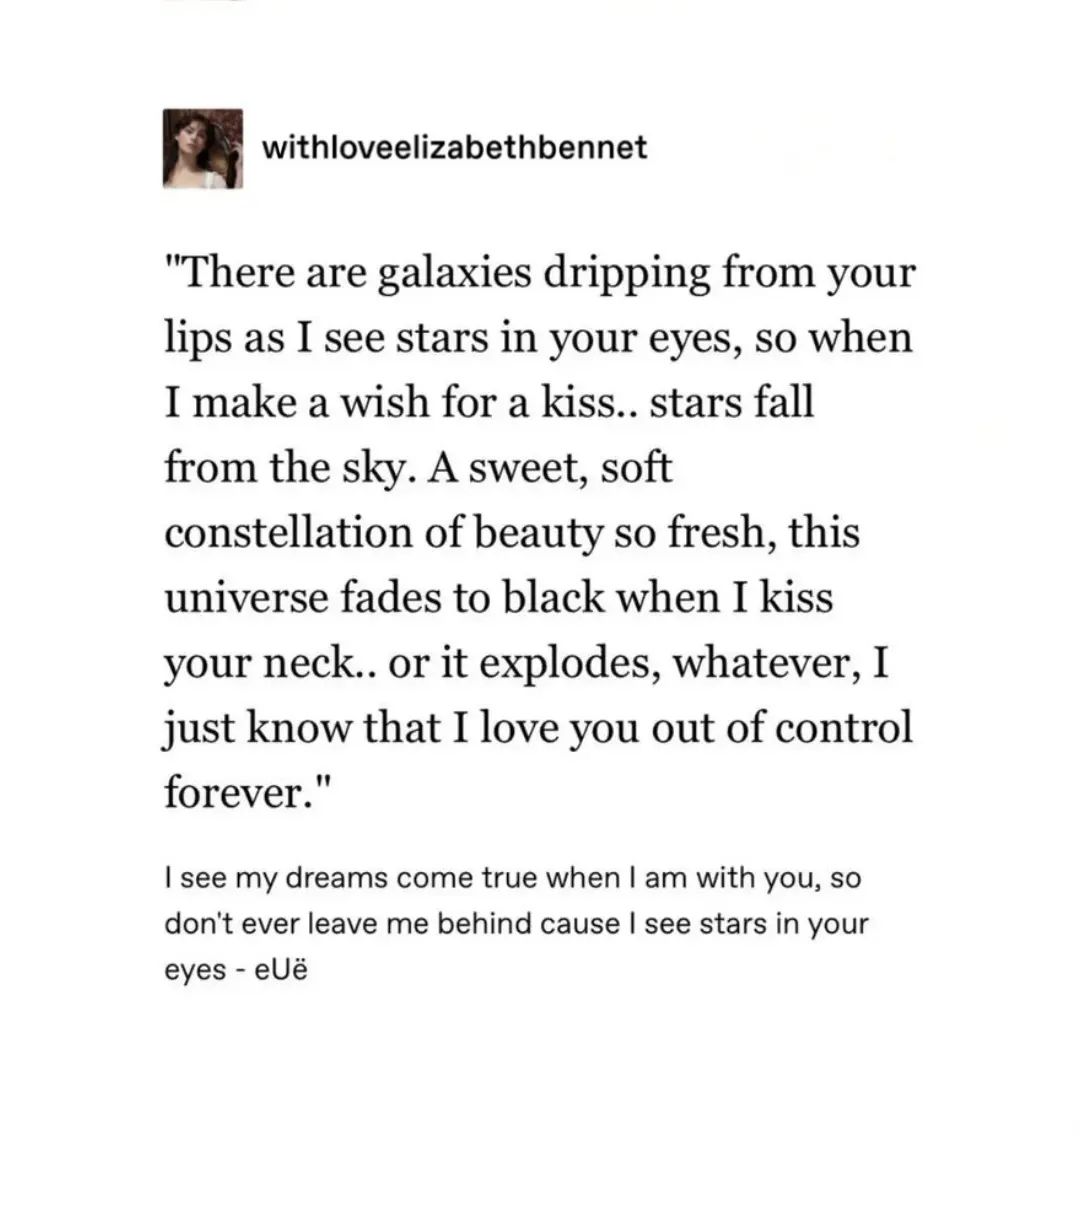 withloveelizabethbennet
"There are galaxies dripping from your
lips as I see stars in your eyes, so when
I make a wish for a kiss.. stars fall
from the sky. A sweet, soft
constellation of beauty so fresh, this
universe fades to black when I kiss
your neck.. or it explodes, whatever, I
just know that I love you out of control
forever."
I see my dreams come true when I am with you, so
don't ever leave me behind cause I see stars in your
eyes - eUë